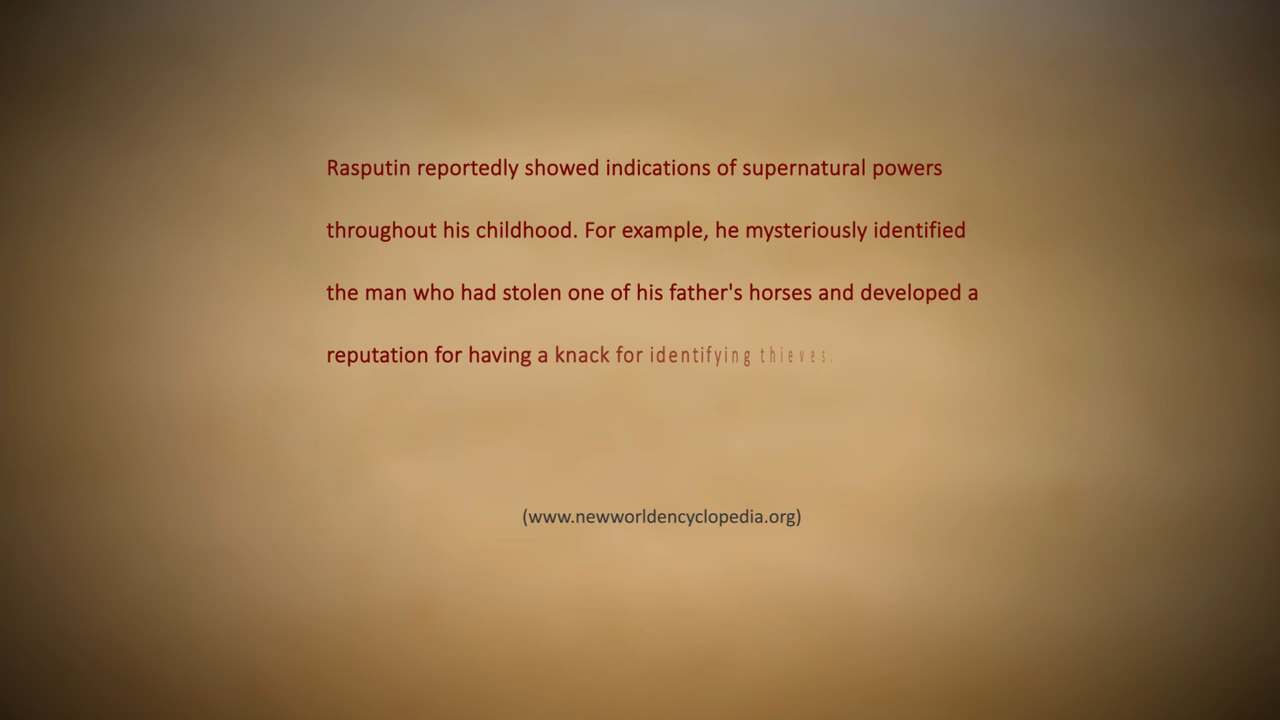 Rasputin reportedly showed indications of supernatural powers
throughout his childhood. For example, he mysteriously identified
the man who had stolen one of his father's horses and developed a
reputation for having a knack for identifying thieves.
(www.newworldencyclopedia.org)